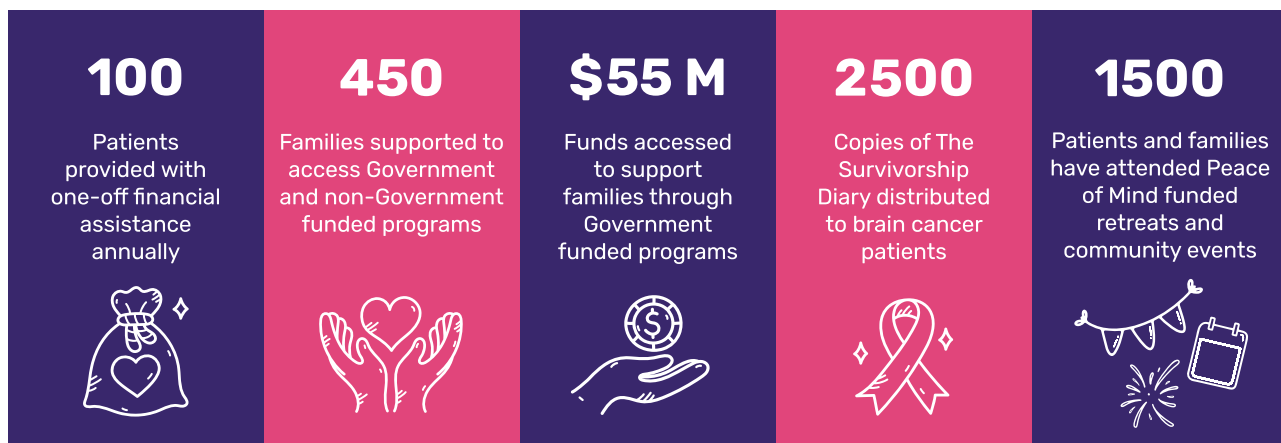 100
Patients
provided with
one-off financial
assistance
annually
450
Families supported to
access Government
and non-Government
funded programs
$55 M
Funds accessed
to support
families through
Government
funded programs
2500
Copies of The
Survivorship
Diary distributed
to brain cancer
patients
1500
Patients and families
have attended Peace
of Mind funded
retreats and
community events
$